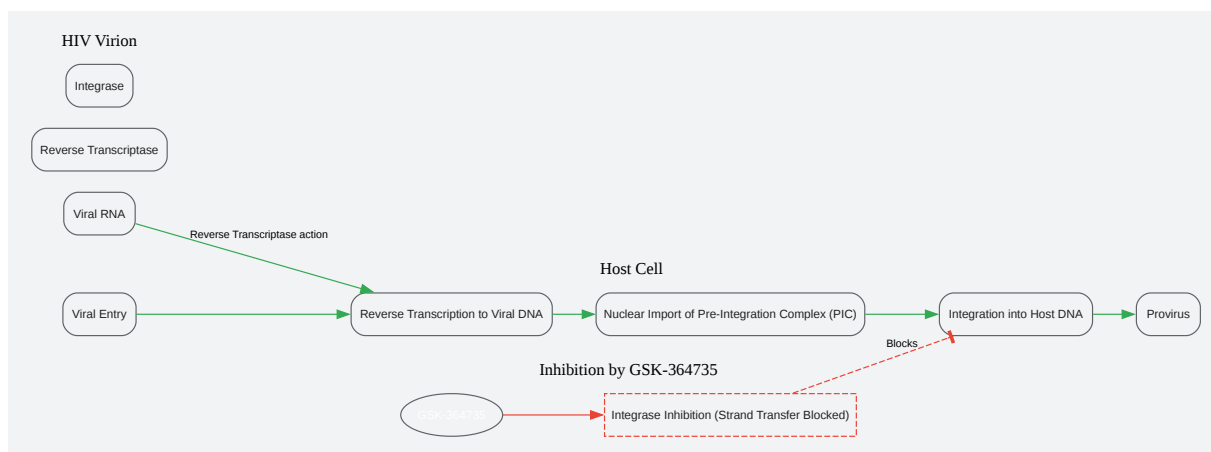 HIV Virion
Integrase
Reverse Transcriptase
Viral RNA
Reverse Transcriptase action
Host Cell
Viral Entry
Reverse Transcription to Viral DNA
Nuclear Import of Pre-Integration Complex (PIC)
Integration into Host DNA
Provirus
Blocks
Inhibition by GSK-364735
GSK-364735
Integrase Inhibition (Strand Transfer Blocked)